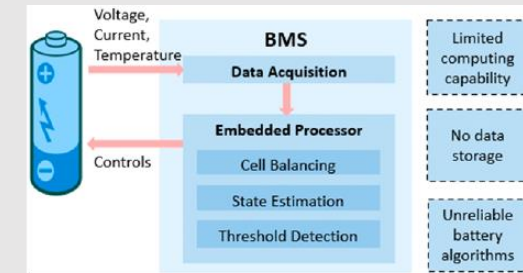 Voltage,
Current,
Temperature
Controls
BMS
Data Acquisition
Embedded Processor
Cell Balancing
State Estimation
Threshold Detection
Limited
computing
capability
No data
storage
Unreliable
battery
algorithms